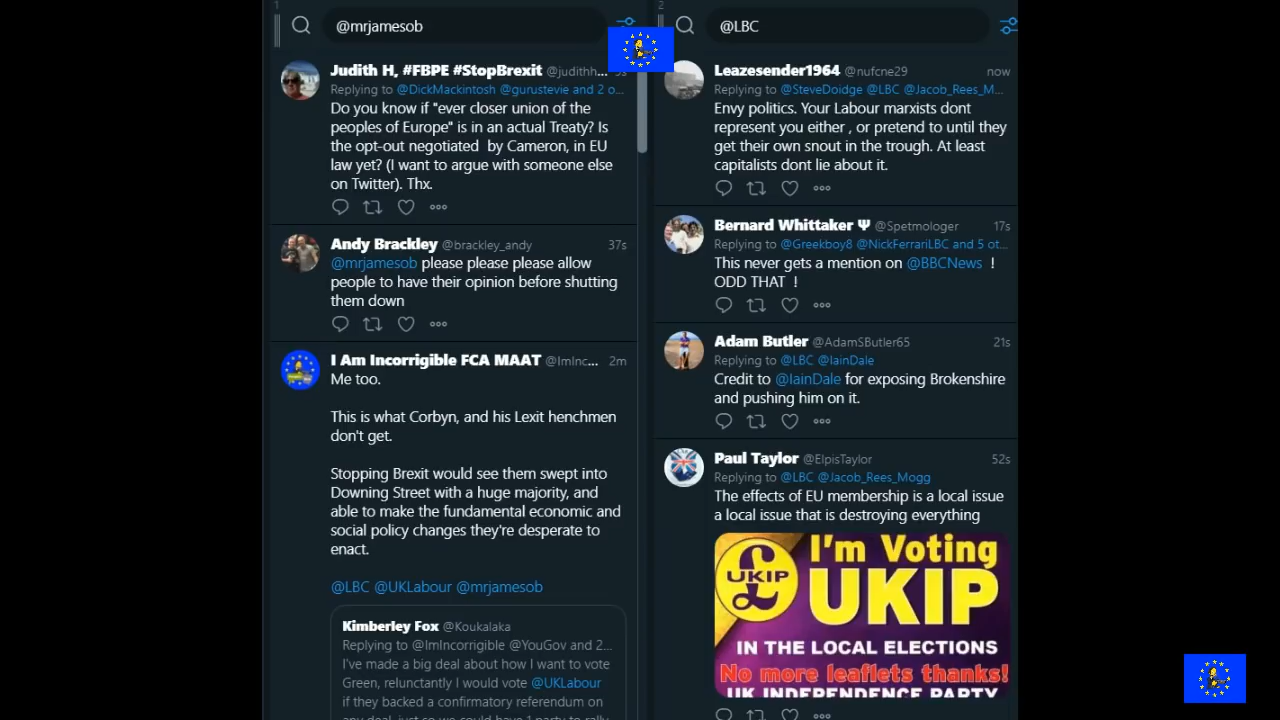 1
@mrjamesob
Judith H, #FBPE #StopBrexit @judithh...
Replying to @DickMackintosh @gurustevie and 2 o...
Do you know if "ever closer union of the
peoples of Europe" is in an actual Treaty? Is
the opt-out negotiated by Cameron, in EU
law yet? (I want to argue with someone else
on Twitter). Thx.
Andy Brackley @brackley_andy 37s
@mrjamesob please please please allow
people to have their opinion before shutting
them down
I Am Incorrigible FCA MAAT @ImInc... 2m
Me too.
This is what Corbyn, and his Lexit henchmen
don't get.
Stopping Brexit would see them swept into
Downing Street with a huge majority, and
able to make the fundamental economic and
social policy changes they're desperate to
enact.
@LBC @UKLabour @mrjamesob
Kimberley Fox @Koukalaka
Replying to @ImIncorrigible @YouGov and 2...
I've made a big deal about how I want to vote
Green, reluctantly I would vote @UKLabour
if they backed a confirmatory referendum on
any deal, just so we could have 1 party to rally
2
@LBC
Leazesender1964 @nufcne29 now
Replying to @SteveDoidge @LBC @Jacob_Rees_M...
Envy politics. Your Labour marxists dont
represent you either , or pretend to until they
get their own snout in the trough. At least
capitalists dont lie about it.
Bernard Whittaker Ψ @Spetmologer 17s
Replying to @Greekboy8 @NickFerrariLBC and 5 ot...
This never gets a mention on @BBCNews !
ODD THAT !
Adam Butler @AdamSButler65 21s
Replying to @LBC @IainDale
Credit to @IainDale for exposing Brokenshire
and pushing him on it.
Paul Taylor @ElpisTaylor 52s
Replying to @LBC @Jacob_Rees_Mogg
The effects of EU membership is a local issue
a local issue that is destroying everything
UKIP
I'm Voting
UKIP
IN THE LOCAL ELECTIONS
No more leaflets thanks!
UK INDEPENDENCE PARTY